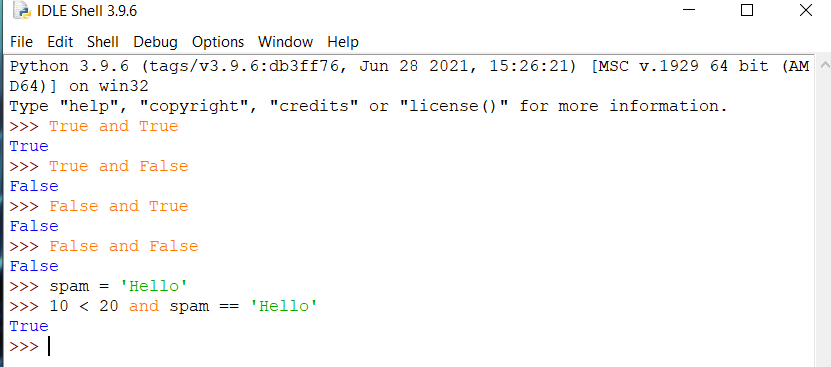 IDLE Shell 3.9.6
File Edit Shell Debug Options Window Help
Python 3.9.6 (tags/v3.9.6:db3ff76, Jun 28 2021, 15:26:21) [MSC v.1929 64 bit (AM
D64)] on win32
Type "help", "copyright", "credits" or "license()" for more information.
>>> True and True
True
>>> True and False
False
>>> False and True
False
>>> False and False
False
>>> spam = 'Hello'
>>> 10 < 20 and spam == 'Hello'
True
>>>